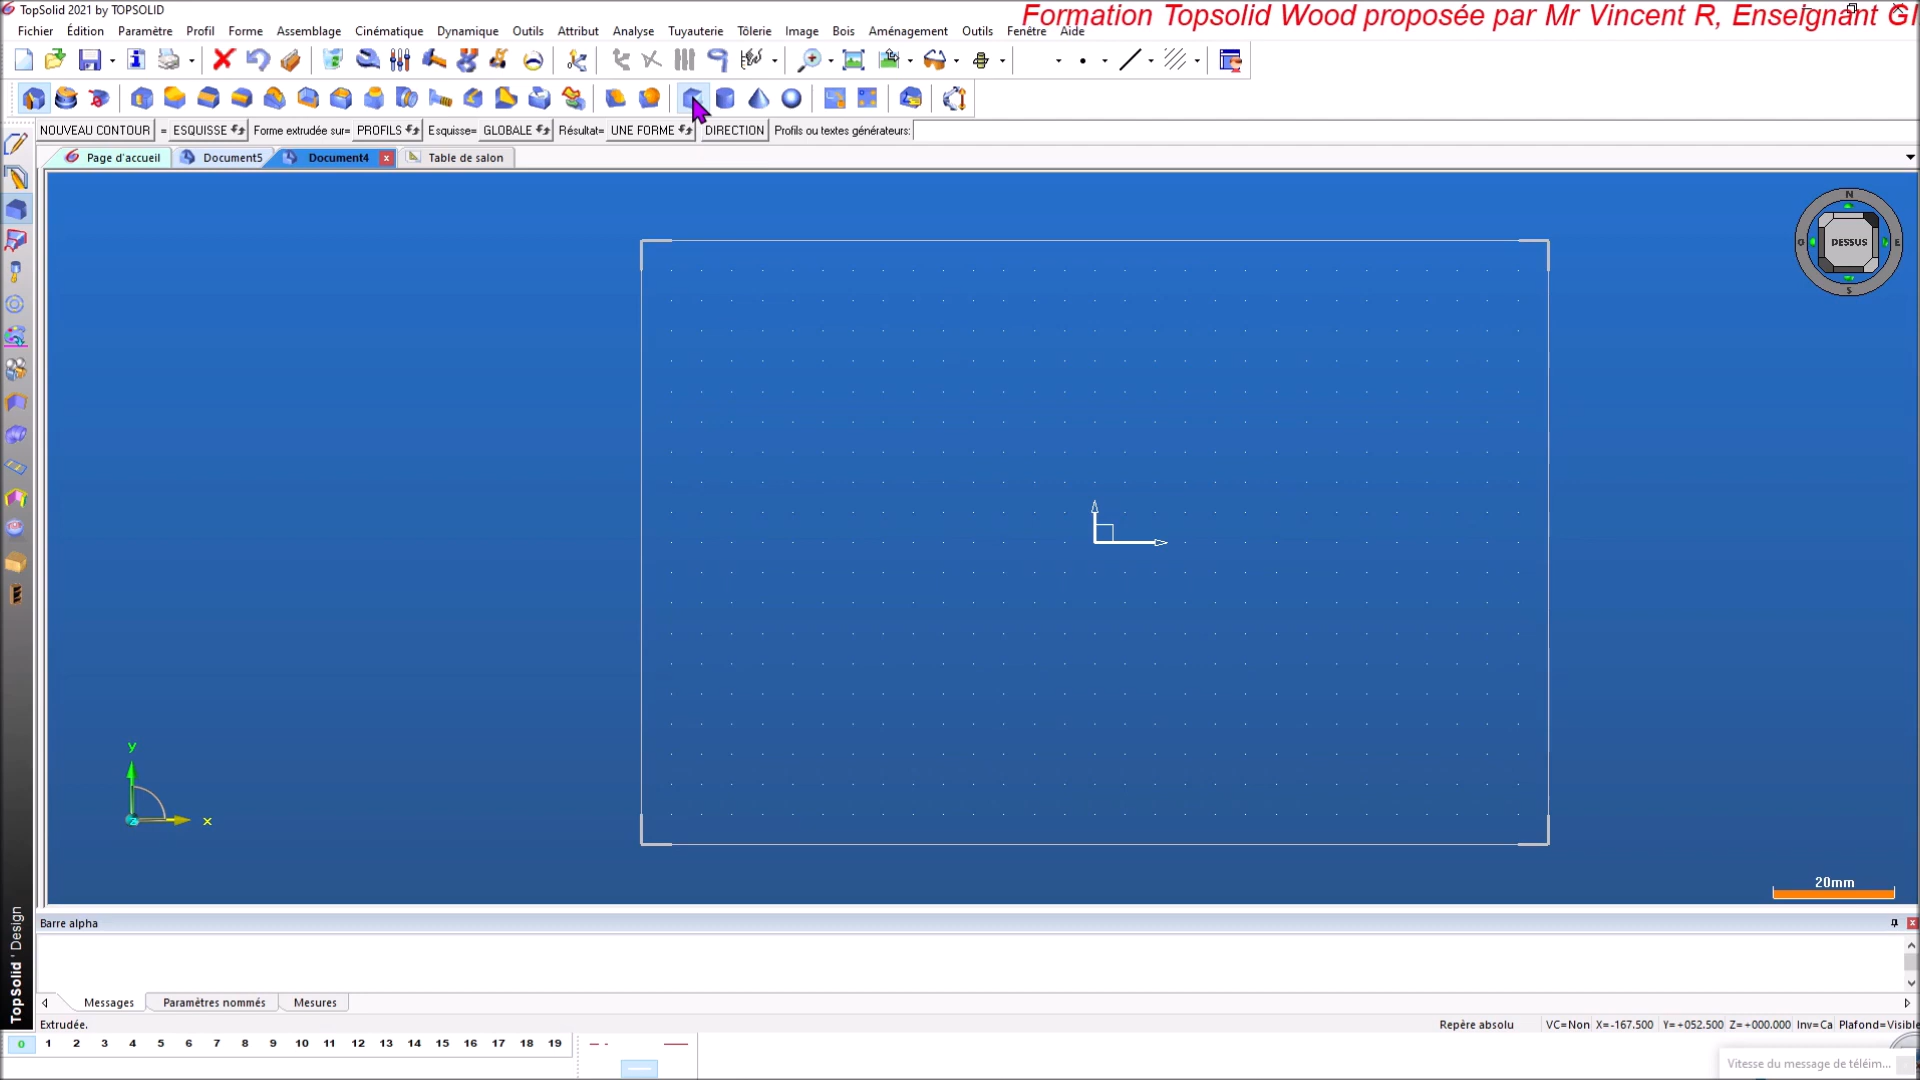 TopSolid 2021 by TOPSOLID
Formation Topsolid Wood proposée par Mr Vincent R, Enseignant GI
Fichier Édition Paramètre Profil Forme Assemblage Cinématique Dynamique Outils Attribut Analyse Tuyauterie Tôlerie Image Bois Aménagement Outils Fenêtre Aide
NOUVEAU CONTOUR = ESQUISSE Forme extrudée sur= PROFILS Esquisse= GLOBALE Résultat= UNE FORME DIRECTION Profils ou textes générateurs:
Page d'accueil Document5 Document4 Table de salon
N
O DESSUS E
S
y
z x
20mm
TopSolid ' Design
Barre alpha
Messages Paramètres nommés Mesures
Extrudée. Repère absolu VC=Non X=-167.500 Y=+052.500 Z=+000.000 Inv=Ca Plafond=Visible
0 1 2 3 4 5 6 7 8 9 10 11 12 13 14 15 16 17 18 19
Vitesse du message de téléim...